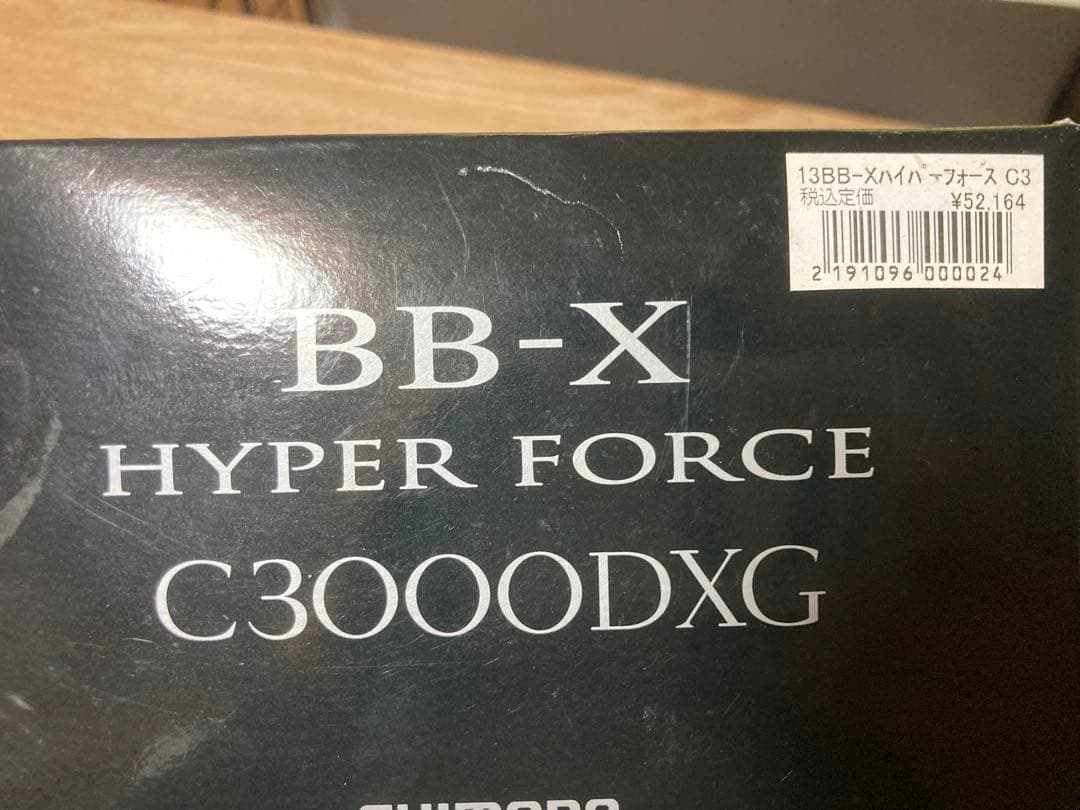 13BB-Xハイパーフォース C3
税込定価 ¥52,164
2 191096 000024
BB-X
HYPER FORCE
C3000DXG
SHIMANO